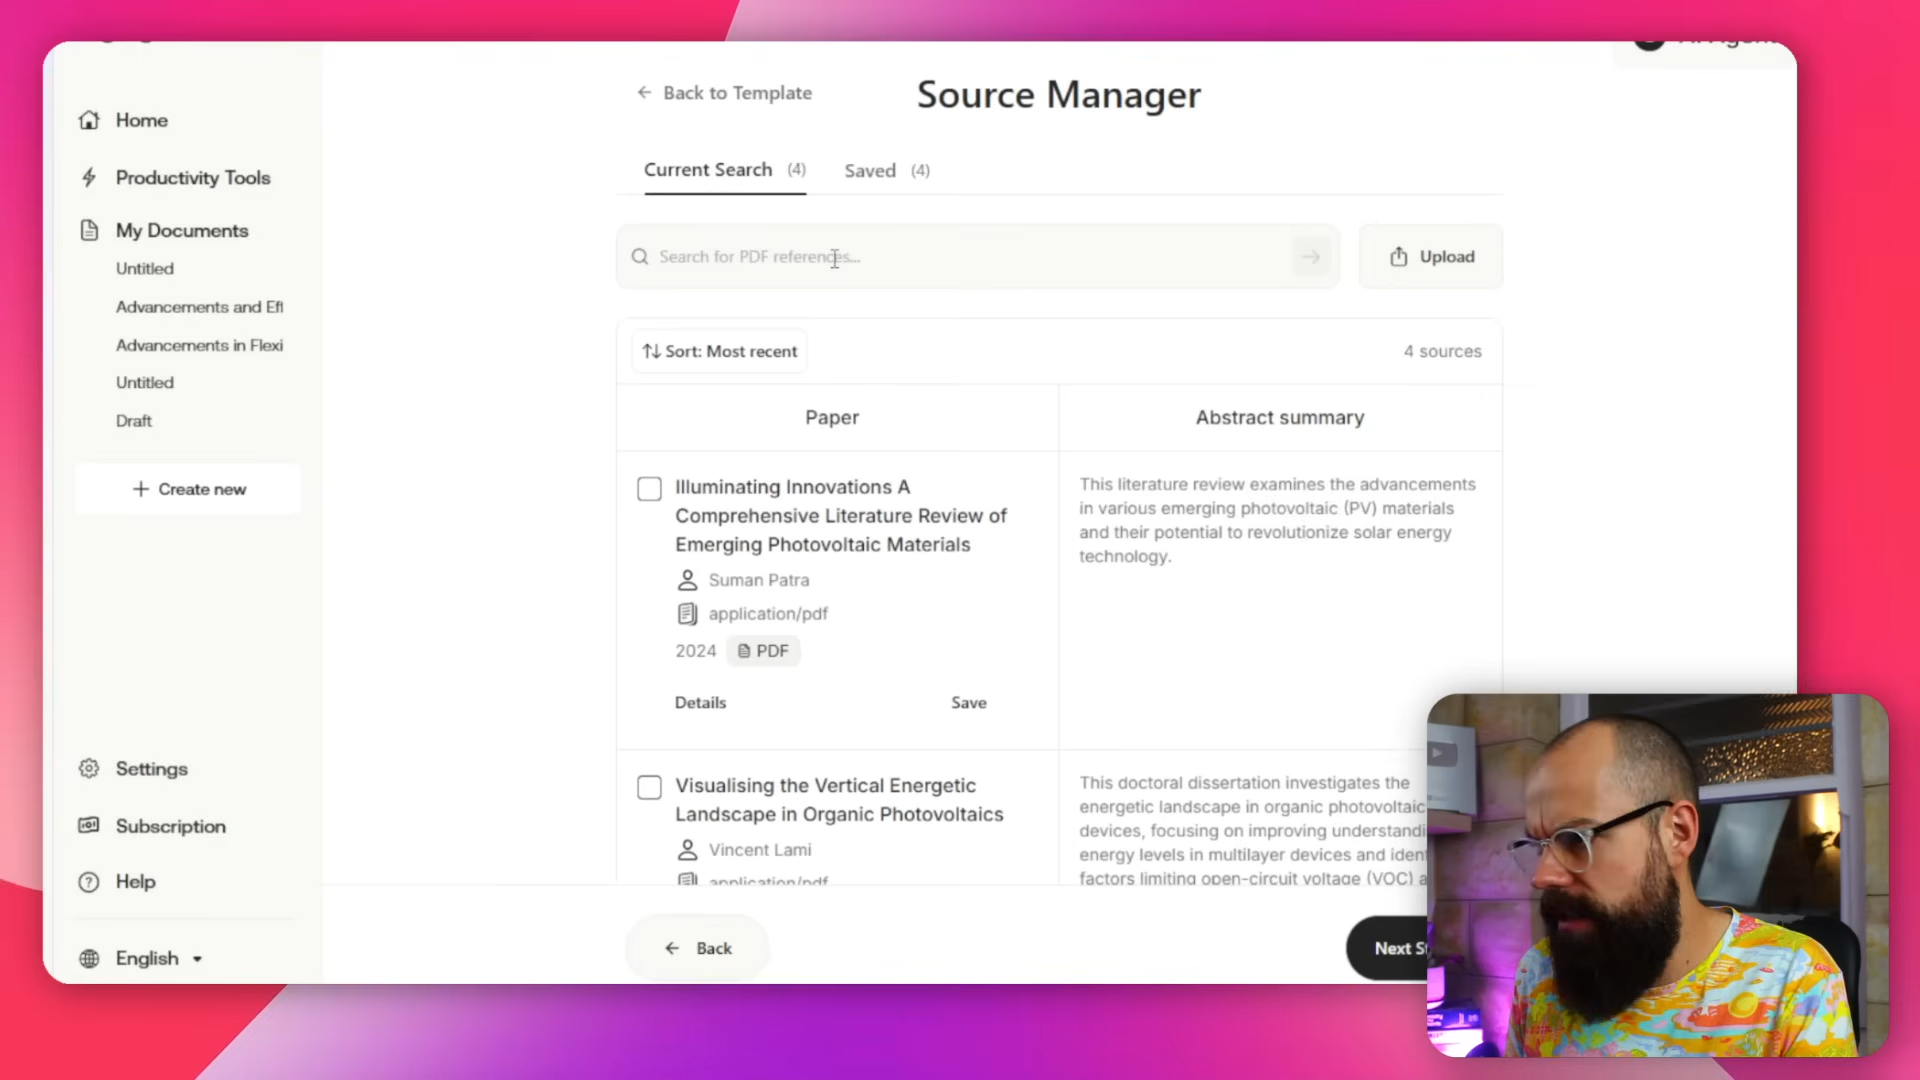 Home
Productivity Tools
My Documents
Untitled
Advancements and Eff
Advancements in Flexi
Untitled
Draft
+ Create new
Settings
Subscription
Help
English
← Back to Template
Source Manager
Current Search (4)
Saved (4)
Search for PDF references...
Upload
Sort: Most recent
4 sources
Paper
Abstract summary
Illuminating Innovations A
Comprehensive Literature Review of
Emerging Photovoltaic Materials
Suman Patra
application/pdf
2024 PDF
Details
Save
This literature review examines the advancements
in various emerging photovoltaic (PV) materials
and their potential to revolutionize solar energy
technology.
Visualising the Vertical Energetic
Landscape in Organic Photovoltaics
Vincent Lami
application/pdf
This doctoral dissertation investigates the
energetic landscape in organic photovoltaic
devices, focusing on improving understandi
energy levels in multilayer devices and ident
factors limiting open-circuit voltage (VOC) a
← Back
Next S